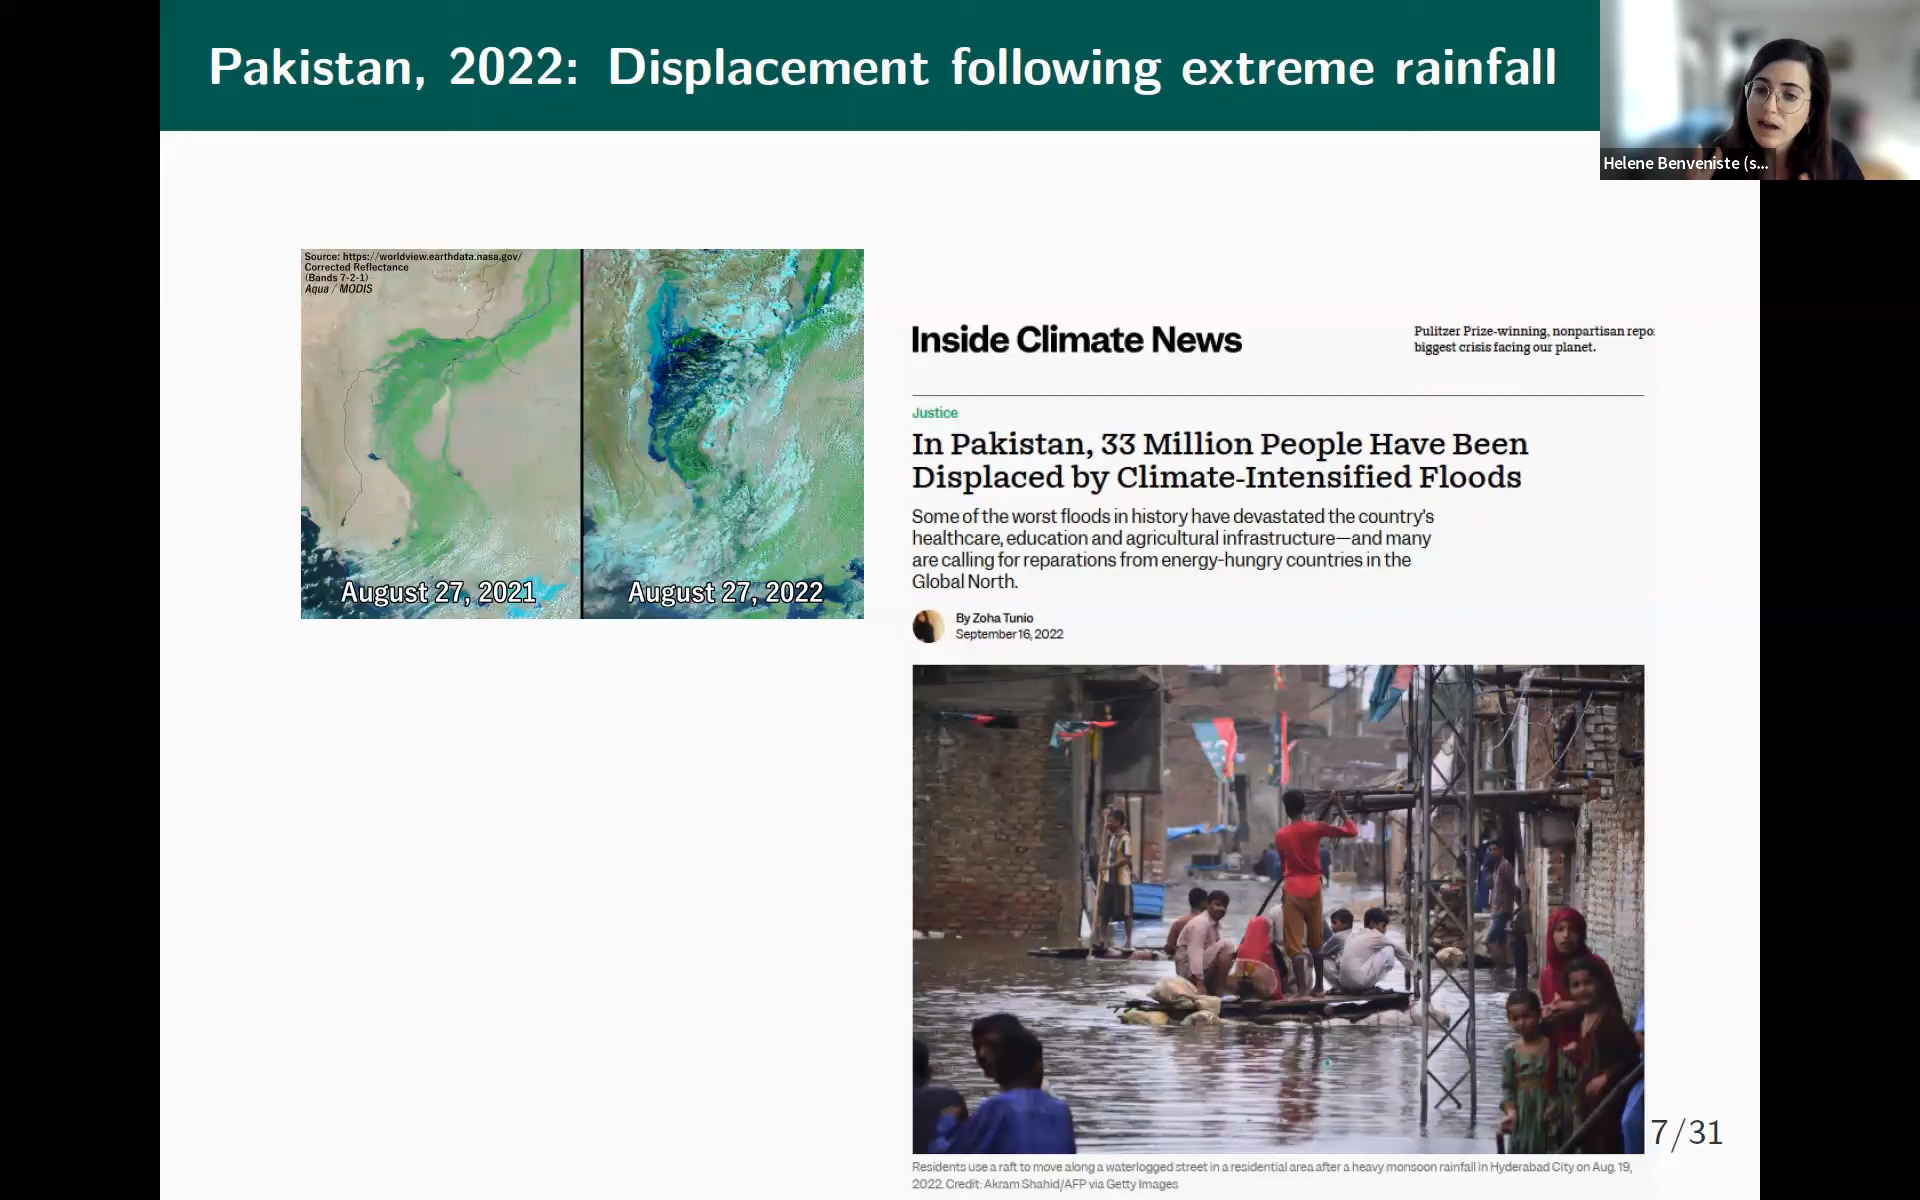 Pakistan, 2022: Displacement following extreme rainfall
Helene Benveniste (s...
Source: https://worldview.earthdata.nasa.gov/
Corrected Reflectance
(Bands 7-2-1)
Aqua / MODIS
August 27, 2021
August 27, 2022
Inside Climate News
Pulitzer Prize-winning, nonpartisan repo
biggest crisis facing our planet.
Justice
In Pakistan, 33 Million People Have Been
Displaced by Climate-Intensified Floods
Some of the worst floods in history have devastated the country's
healthcare, education and agricultural infrastructure—and many
are calling for reparations from energy-hungry countries in the
Global North.
By Zoha Tunio
September 16, 2022
7/31
Residents use a raft to move along a waterlogged street in a residential area after a heavy monsoon rainfall in Hyderabad City on Aug. 19,
2022. Credit: Akram Shahid/AFP via Getty Images